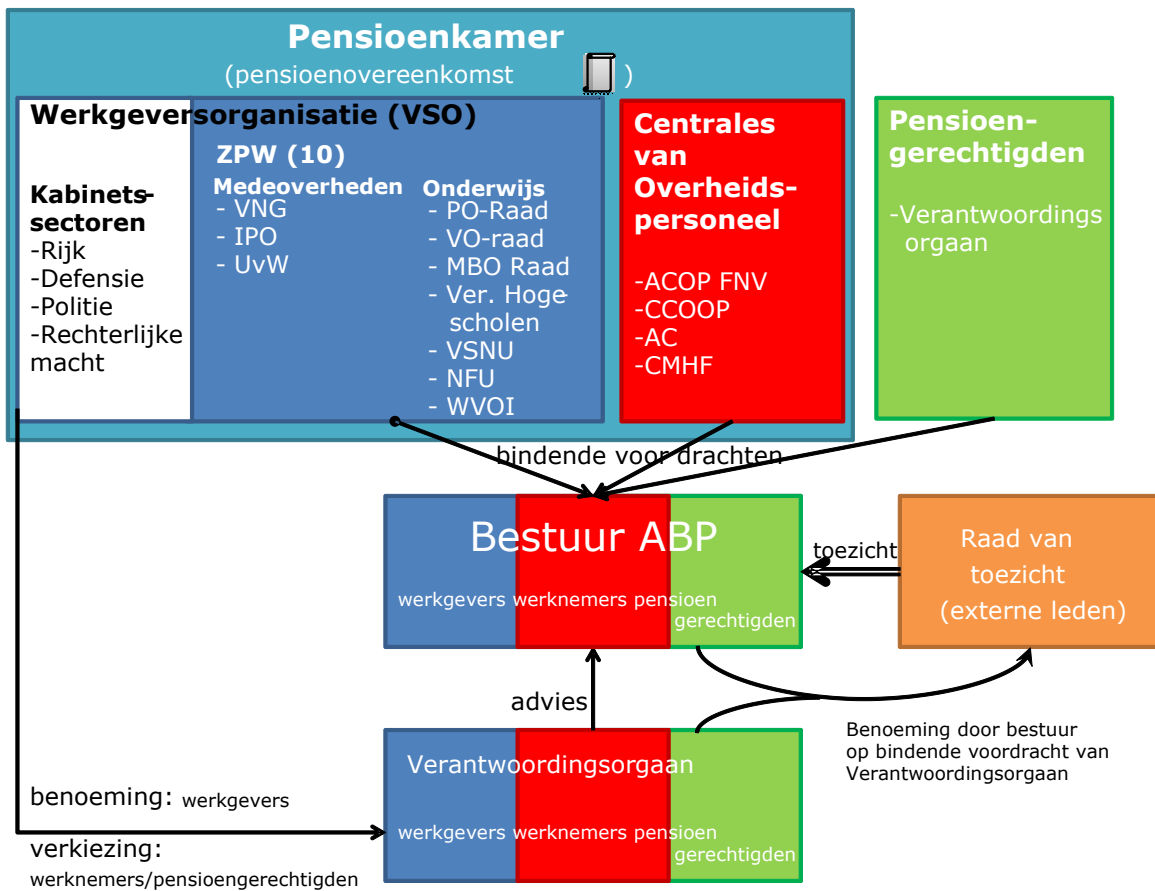 Pensioenkamer
(pensioenovereenkomst )
Werkgeversorganisatie (VSO)
Kabinets-
sectoren
-Rijk
-Defensie
-Politie
-Rechterlijke
macht
ZPW (10)
Medeoverheden
- VNG
- IPO
- UvW
Onderwijs
- PO-Raad
- VO-raad
- MBO Raad
- Ver. Hoge-
scholen
- VSNU
- NFU
- WVOI
Centrales
van
Overheids-
personeel
-ACOP FNV
-CCOOP
-AC
-CMHF
Pensioen-
gerechtigden
-Verantwoordings
orgaan
bindende voor drachten
Bestuur ABP
werkgevers werknemers pensioen
gerechtigden
toezicht
Raad van
toezicht
(externe leden)
advies
Benoeming door bestuur
op bindende voordracht van
Verantwoordingsorgaan
Verantwoordingsorgaan
werkgevers werknemers pensioen
gerechtigden
benoeming: werkgevers
verkiezing:
werknemers/pensioengerechtigden